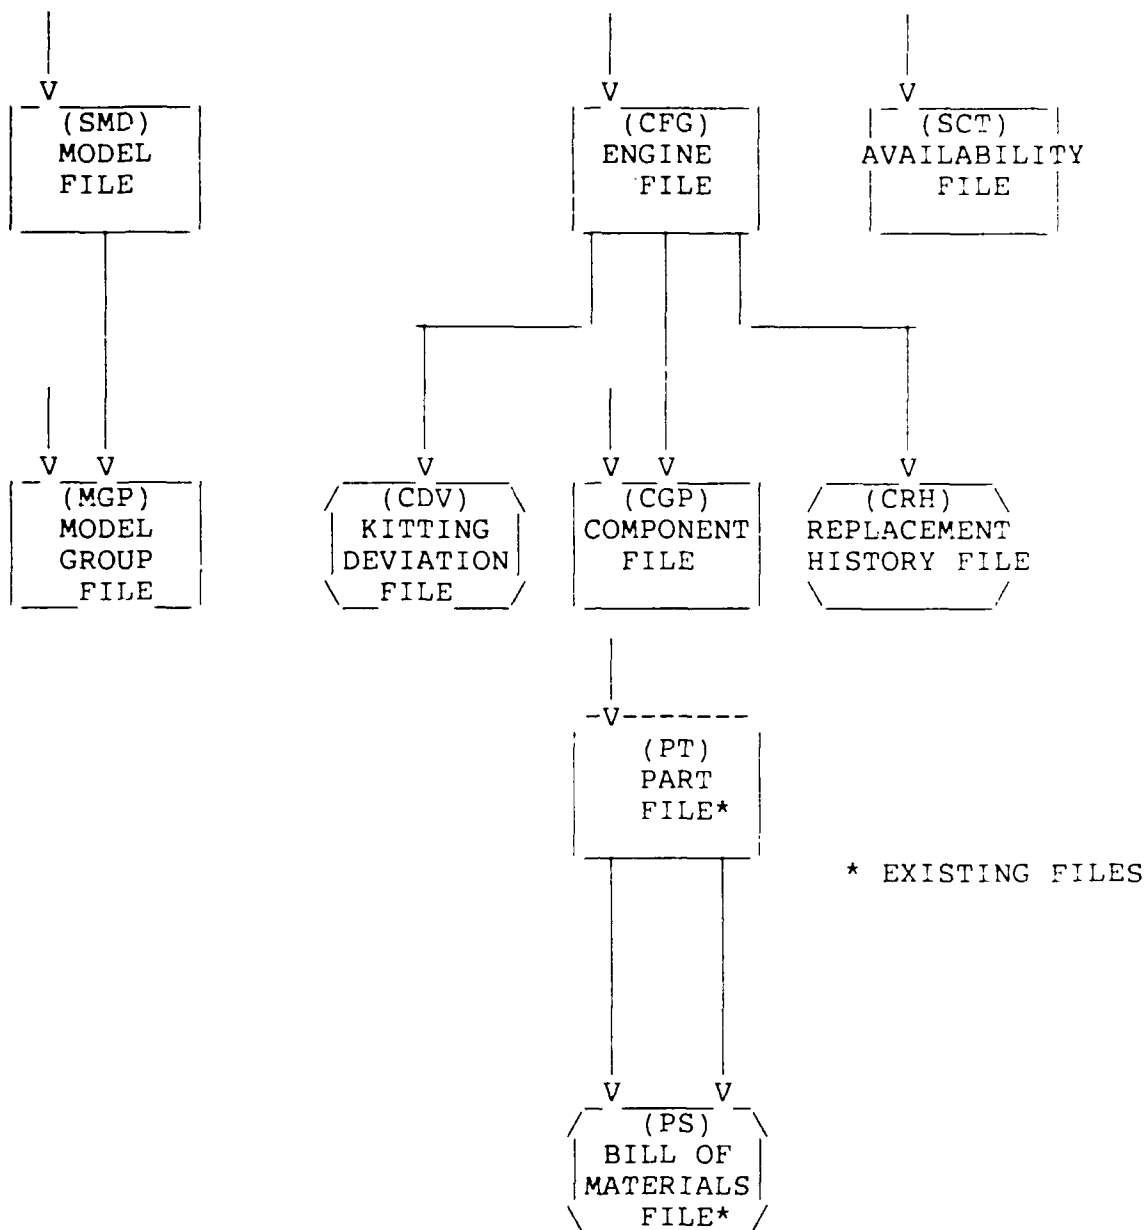 (SMD)
MODEL
FILE
(CFG)
ENGINE
FILE
(SCT)
AVAILABILITY
FILE
(MGP)
MODEL
GROUP
FILE
(CDV)
KITTING
DEVIATION
FILE
(CGP)
COMPONENT
FILE
(CRH)
REPLACEMENT
HISTORY FILE
(PT)
PART
FILE*
* EXISTING FILES
(PS)
BILL OF
MATERIALS
FILE*